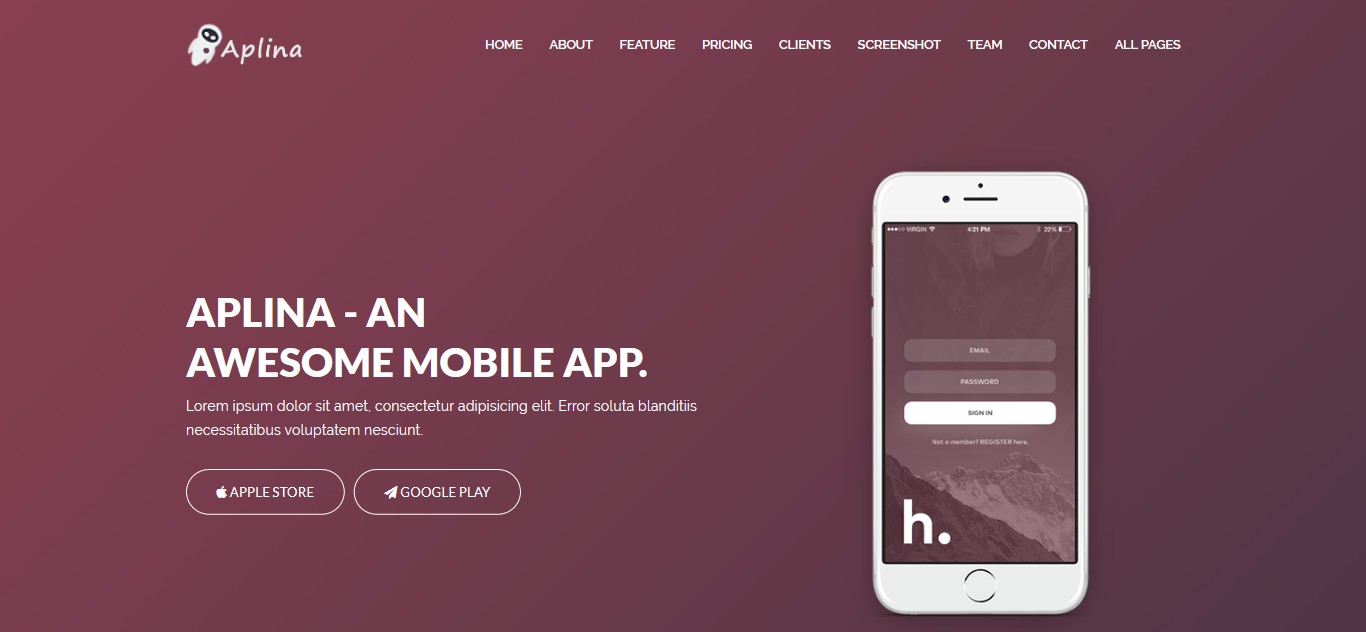 Aplina
HOME ABOUT FEATURE PRICING CLIENTS SCREENSHOT TEAM CONTACT ALL PAGES
APLINA - AN
AWESOME MOBILE APP.
Lorem ipsum dolor sit amet, consectetur adipisicing elit. Error soluta blanditiis
necessitatibus voluptatem nesciunt.
APPLE STORE GOOGLE PLAY
VIRGIN 4:21 PM 22%
EMAIL
PASSWORD
SIGN IN
Not a member? REGISTER here.
h.